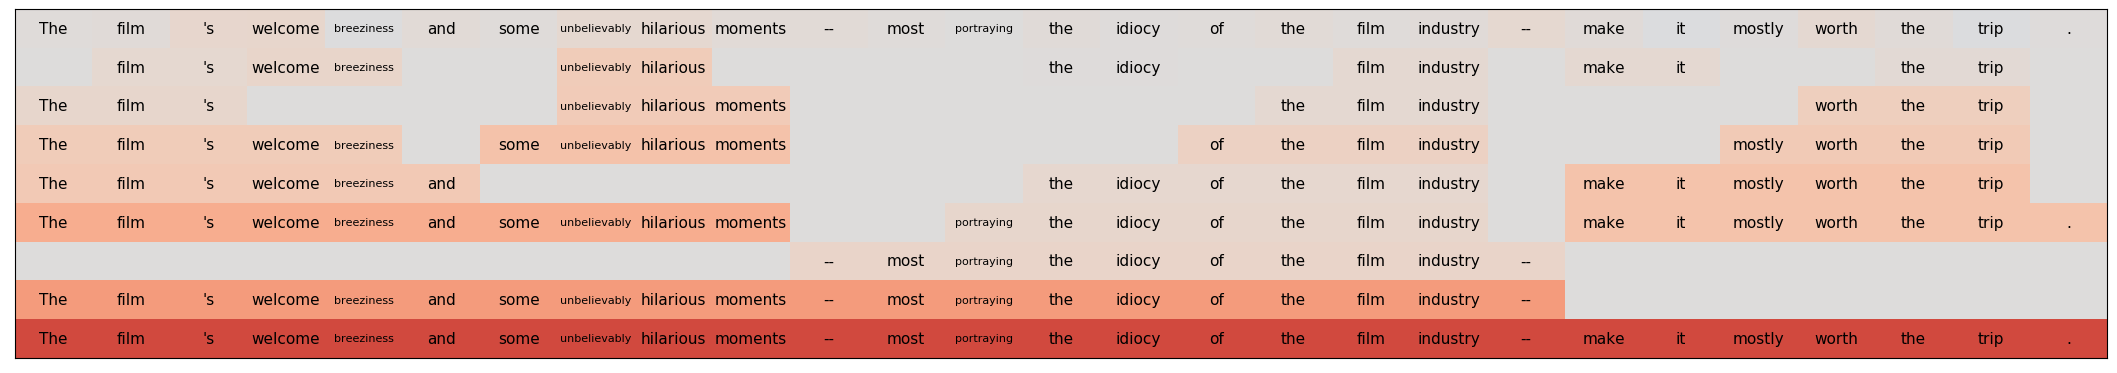 The film 's welcome breeziness and some unbelievably hilarious moments -- most portraying the idiocy of the film industry -- make it mostly worth the trip .
film 's welcome breeziness unbelievably hilarious the idiocy film industry make it the trip
The film 's unbelievably hilarious moments the film industry worth the trip
The film 's welcome breeziness some unbelievably hilarious moments of the film industry mostly worth the trip
The film 's welcome breeziness and the idiocy of the film industry make it mostly worth the trip
The film 's welcome breeziness and some unbelievably hilarious moments portraying the idiocy of the film industry make it mostly worth the trip .
-- most portraying the idiocy of the film industry --
The film 's welcome breeziness and some unbelievably hilarious moments -- most portraying the idiocy of the film industry --
The film 's welcome breeziness and some unbelievably hilarious moments -- most portraying the idiocy of the film industry -- make it mostly worth the trip .